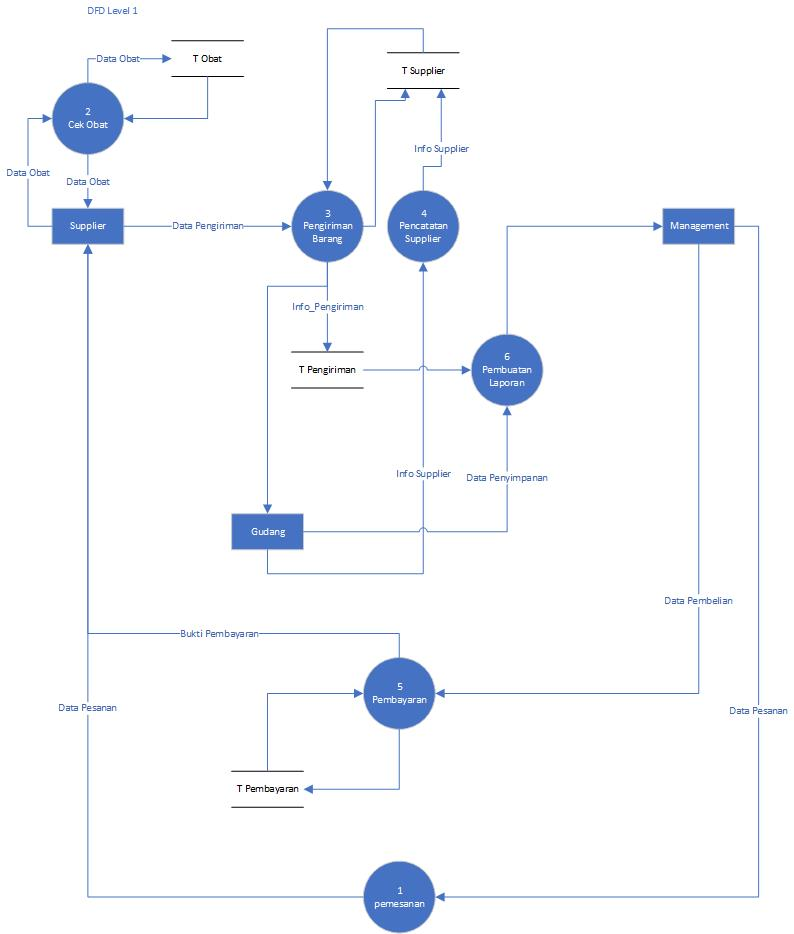 DFD Level 1
Data Obat
T Obat
T Supplier
2
Cek Obat
Info Supplier
Data Obat
Data Obat
Supplier
Data Pengiriman
3
Pengiriman
Barang
4
Pencatatan
Supplier
Management
Info_Pengiriman
T Pengiriman
6
Pembuatan
Laporan
Info Supplier
Data Penyimpanan
Gudang
Data Pembelian
Bukti Pembayaran
5
Pembayaran
Data Pesanan
Data Pesanan
T Pembayaran
1
pemesanan